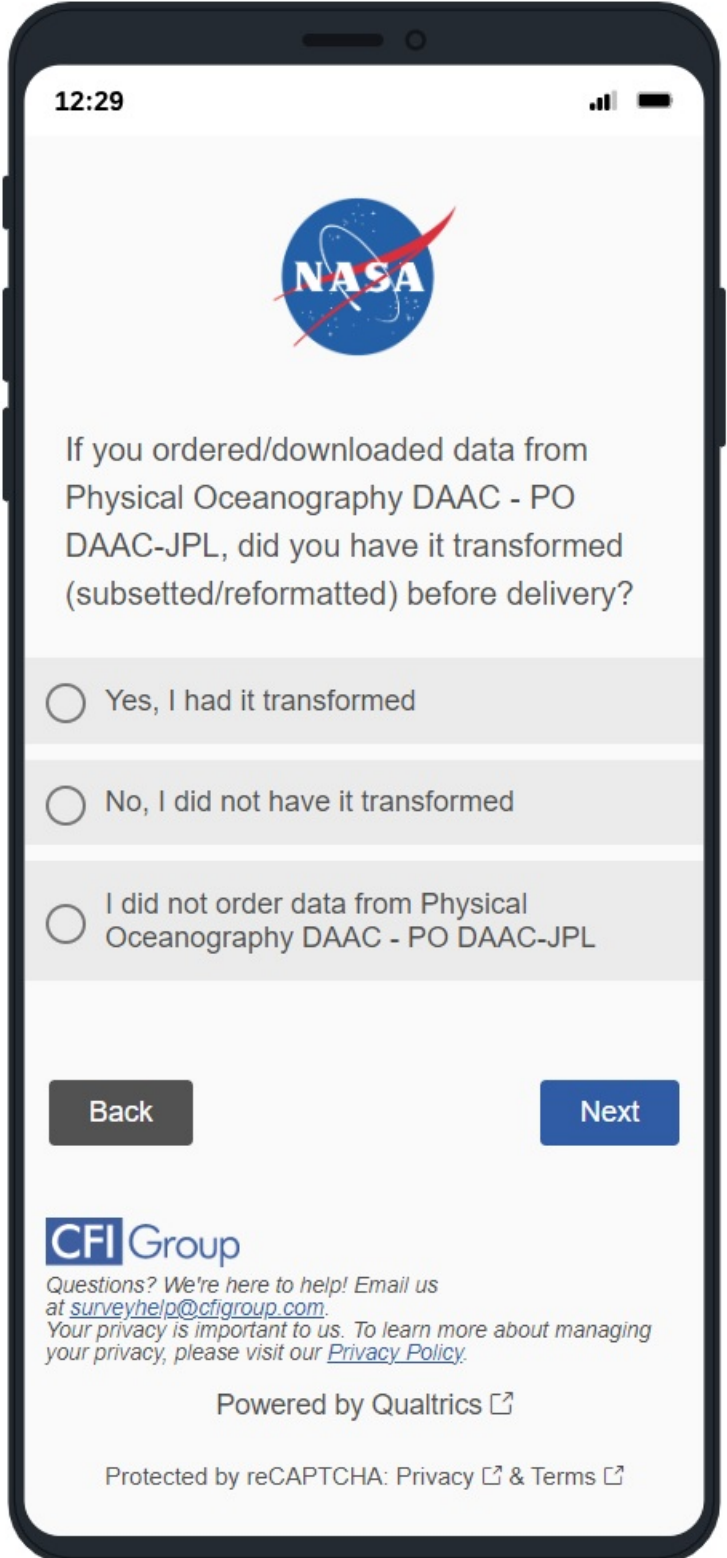 12:29
NASA
If you ordered/downloaded data from
Physical Oceanography DAAC - PO
DAAC-JPL, did you have it transformed
(subsetted/reformatted) before delivery?
Yes, I had it transformed
No, I did not have it transformed
I did not order data from Physical
Oceanography DAAC - PO DAAC-JPL
Back Next
CFI Group
Questions? We're here to help! Email us
at surveyhelp@cfigroup.com.
Your privacy is important to us. To learn more about managing
your privacy, please visit our Privacy Policy.
Powered by Qualtrics
Protected by reCAPTCHA: Privacy & Terms